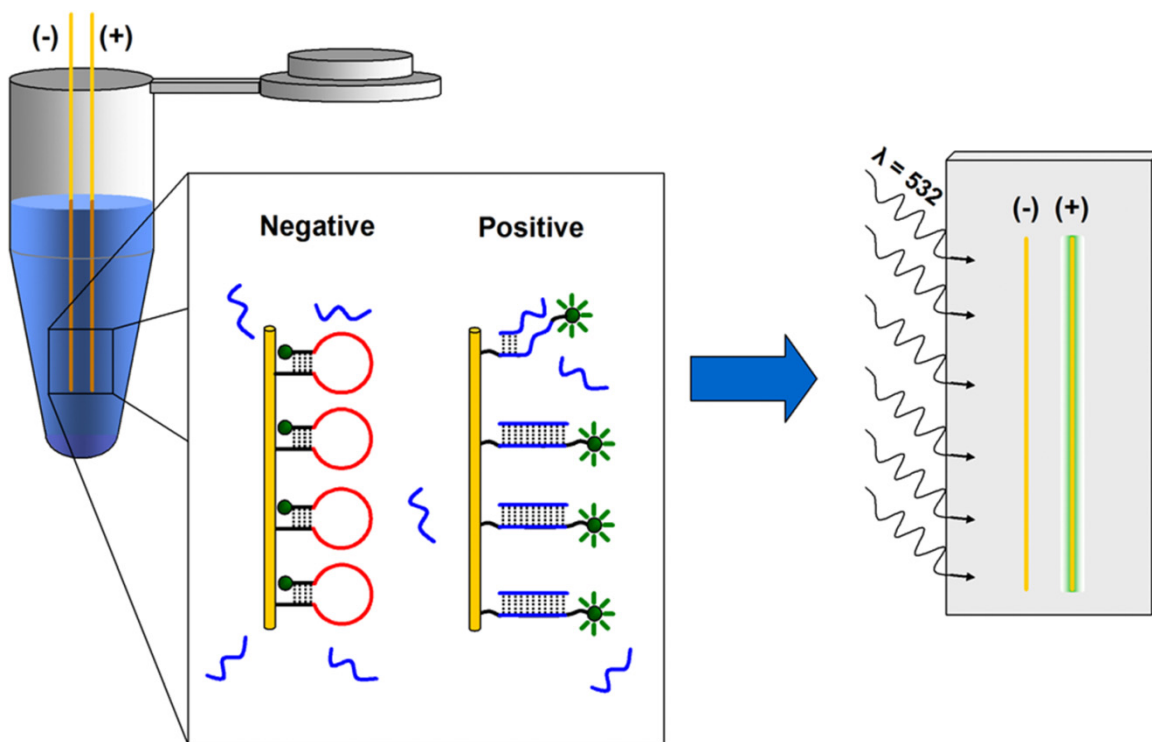 (-) (+)
Negative
Positive
λ = 532
(-) (+)